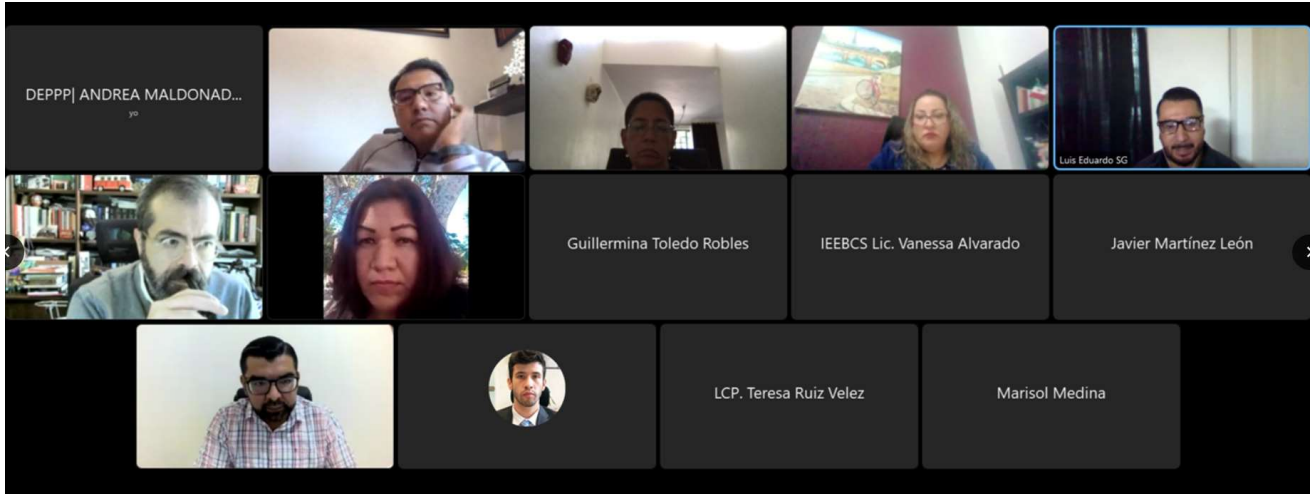 DEPPP| ANDREA MALDONAD...
yo
Luis Eduardo SG
Guillermina Toledo Robles
IEEBCS Lic. Vanessa Alvarado
Javier Martínez León
LCP. Teresa Ruiz Velez
Marisol Medina